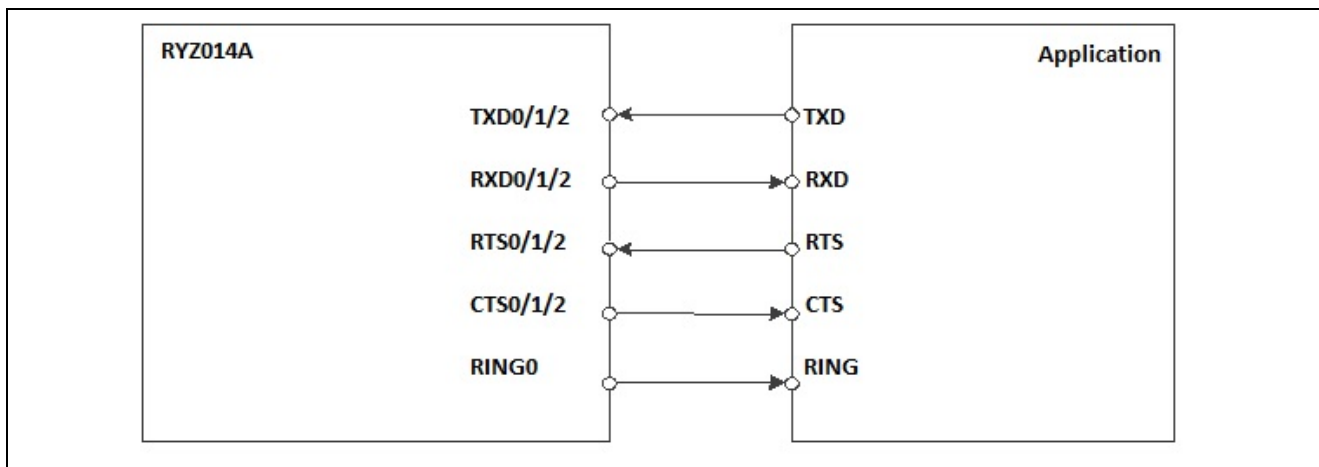 RYZ014A Application
TXD0/1/2 TXD
RXD0/1/2 RXD
RTS0/1/2 RTS
CTS0/1/2 CTS
RING0 RING